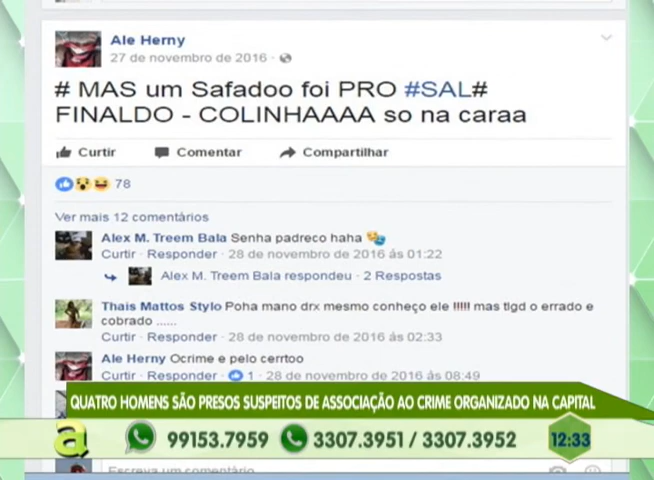 Ale Herny
27 de novembro de 2016
# MAS um Safadoo foi PRO #SAL#
FINALDO - COLINHAAAA so na caraa
Curtir Comentar Compartilhar
78
Ver mais 12 comentários
Alex M. Treem Bala Senha padreco haha
Curtir · Responder · 28 de novembro de 2016 às 01:22
Alex M. Treem Bala respondeu · 2 Respostas
Thais Mattos Stylo Poha mano drx mesmo conheço ele !!!!! mas tlgd o errado e
cobrado ......
Curtir · Responder · 28 de novembro de 2016 às 02:33
Ale Herny Ocrime e pelo cerrtoo
Curtir · Responder · 1 · 28 de novembro de 2016 às 08:49
QUATRO HOMENS SÃO PRESOS SUSPEITOS DE ASSOCIAÇÃO AO CRIME ORGANIZADO NA CAPITAL
a 99153.7959 3307.3951 / 3307.3952 12:33
Escreva um comentário